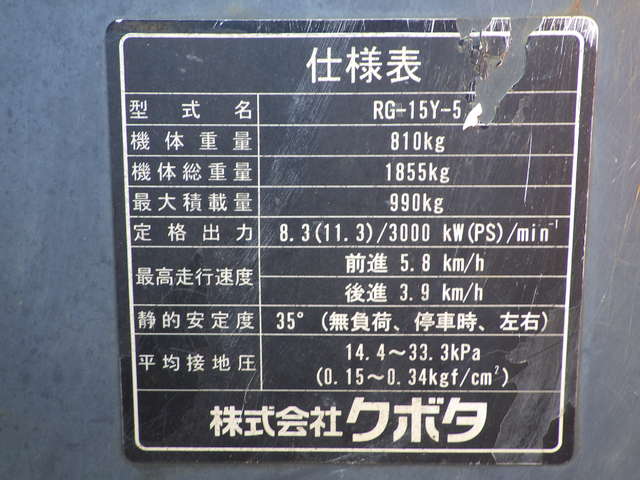 仕様表
型式名 RG-15Y-5
機体重量 810kg
機体総重量 1855kg
最大積載量 990kg
定格出力 8.3(11.3)/3000 kW(PS)/min⁻¹
最高走行速度 前進 5.8 km/h
後進 3.9 km/h
静的安定度 35° (無負荷、停車時、左右)
平均接地圧 14.4～33.3kPa
(0.15～0.34kgf/cm²)
株式会社クボタ